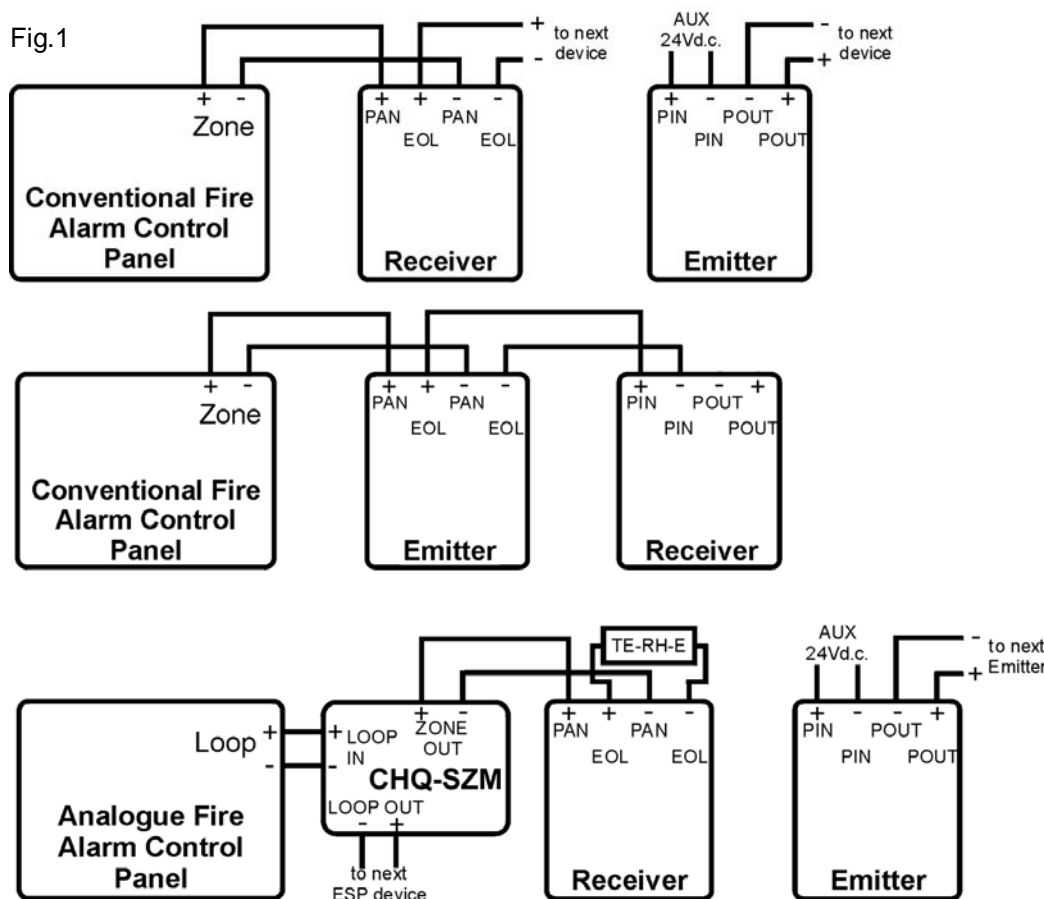 Fig.1
+ to next
- device
AUX
24Vd.c.
- to next
+ device
+ -
Zone
Conventional Fire
Alarm Control
Panel
+ + - -
PAN PAN
EOL EOL
Receiver
+ - - +
PIN POUT
PIN POUT
Emitter
+ -
Zone
Conventional Fire
Alarm Control
Panel
+ + - -
PAN PAN
EOL EOL
Emitter
+ - - +
PIN POUT
PIN POUT
Receiver
TE-RH-E
AUX
24Vd.c.
- to next
+ Emitter
Loop + -
Analogue Fire
Alarm Control
Panel
+ LOOP
- IN
+ -
ZONE
OUT
CHQ-SZM
LOOP OUT
- +
to next
ESP device
+ + - -
PAN PAN
EOL EOL
Receiver
+ - - +
PIN POUT
PIN POUT
Emitter